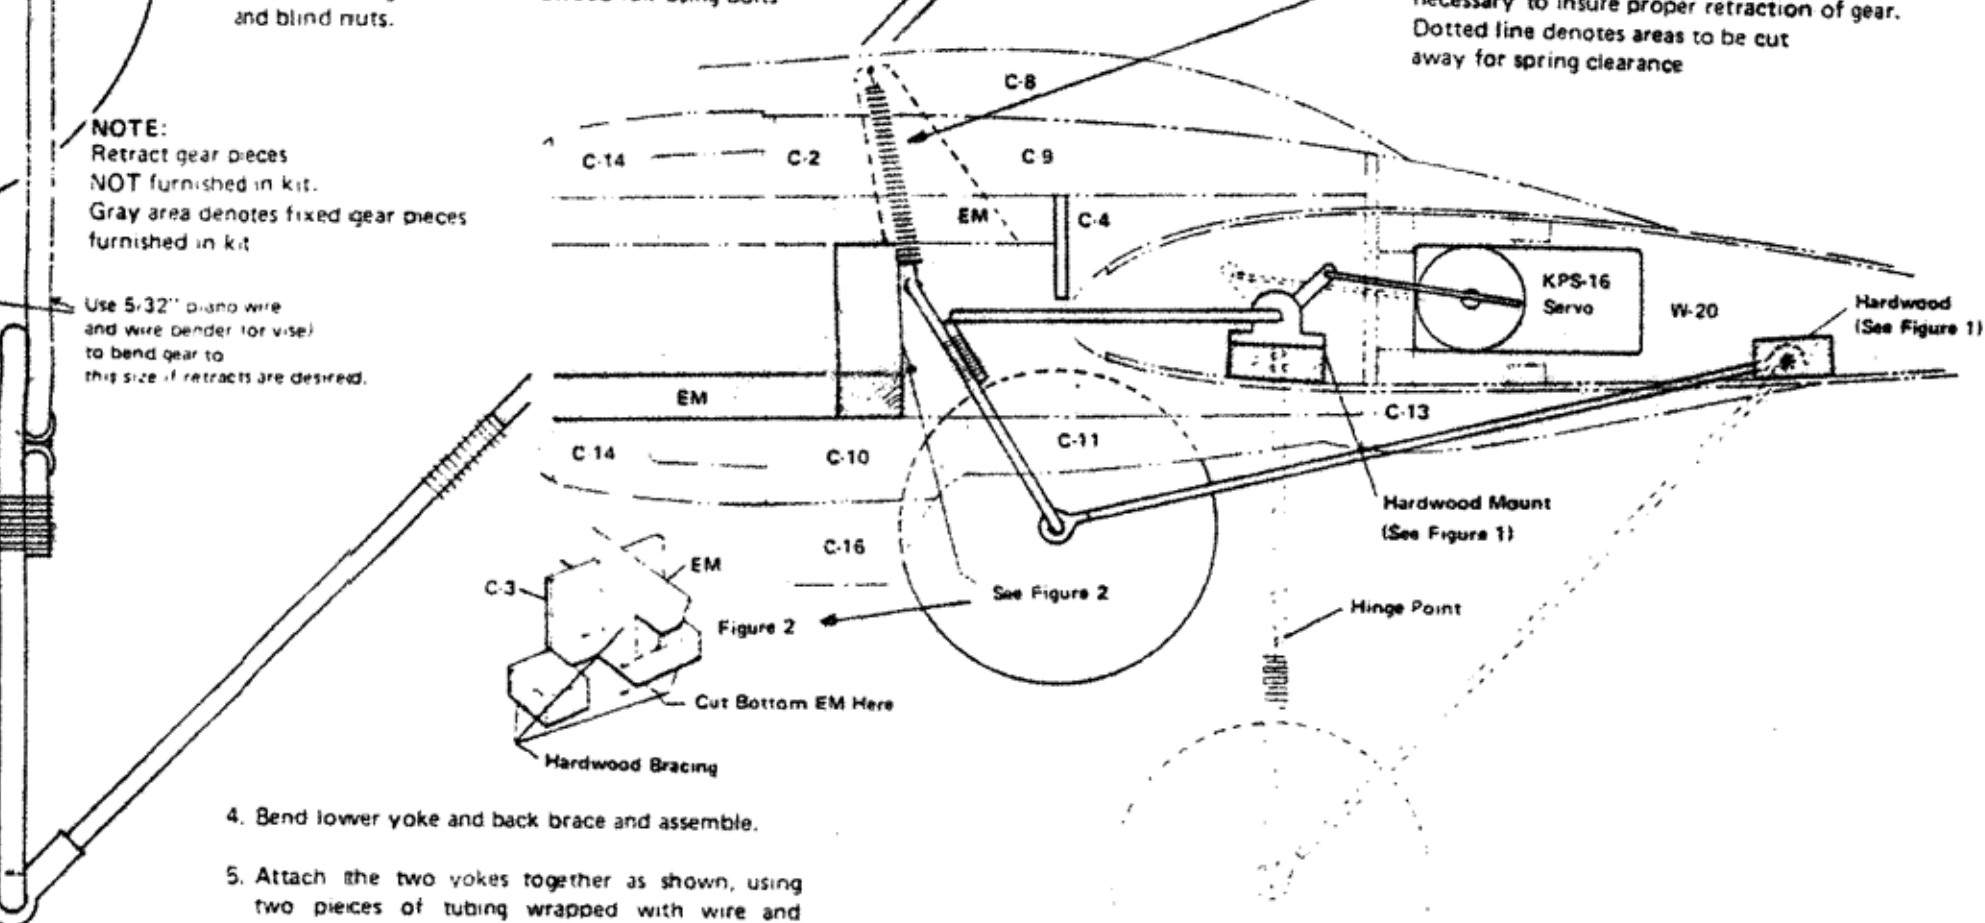 and blind nuts.
necessary to insure proper retraction of gear.
Dotted line denotes areas to be cut
away for spring clearance
NOTE:
Retract gear pieces
NOT furnished in kit.
Gray area denotes fixed gear pieces
furnished in kit
Use 5/32" piano wire
and wire bender (or vise)
to bend gear to
this size if retracts are desired.
C-8
C-14
C-2
C-9
EM
C-4
KPS-16
Servo
W-20
Hardwood
(See Figure 1)
EM
C-13
C-14
C-10
C-11
Hardwood Mount
(See Figure 1)
C-16
EM
C-3
See Figure 2
Figure 2
Hinge Point
Cut Bottom EM Here
Hardwood Bracing
4. Bend lower yoke and back brace and assemble.
5. Attach the two yokes together as shown, using
two pieces of tubing wrapped with wire and